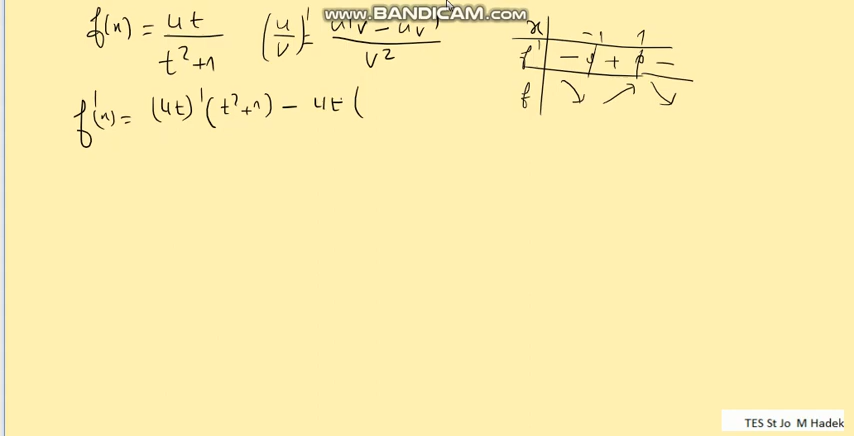 www.BANDICAM.com
f(x) = 4t / t²+1   (u/v)' = u'v - uv' / v²
f'(x) = (4t)'(t²+1) - 4t(
x | -1 1
f' | - 0 + 0 -
f | ↘ ↗ ↘
TES St Jo M Hadek